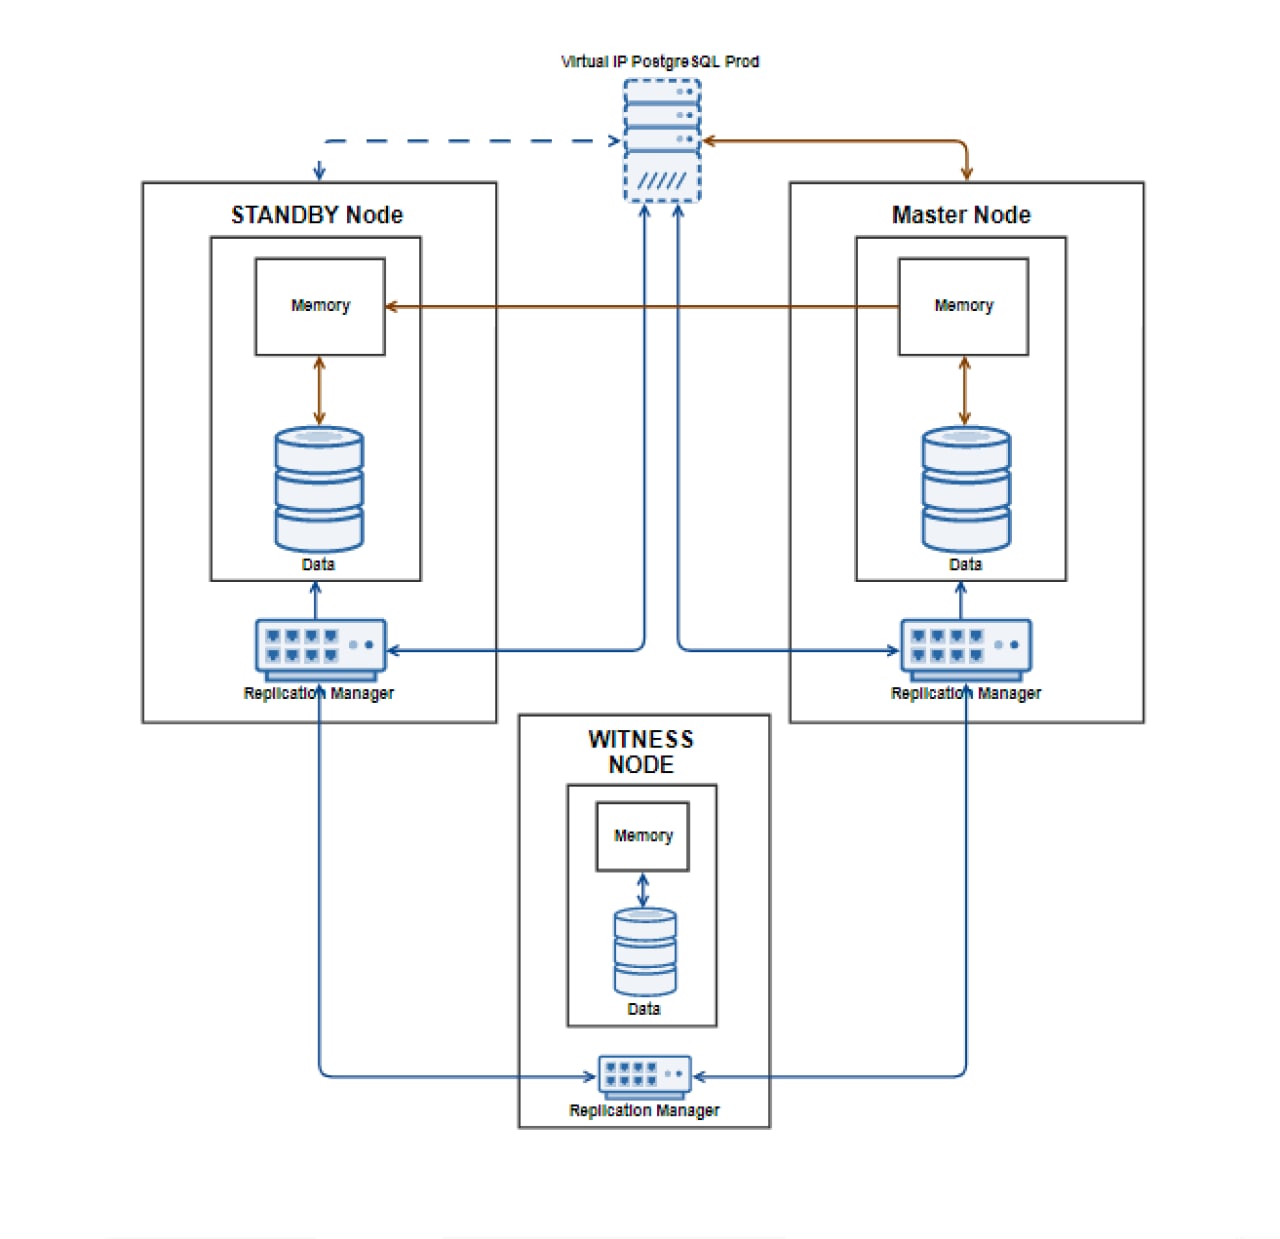 Virtual IP PostgreSQL Prod
STANDBY Node
Master Node
Memory
Memory
Data
Data
Replication Manager
Replication Manager
WITNESS
NODE
Memory
Data
Replication Manager